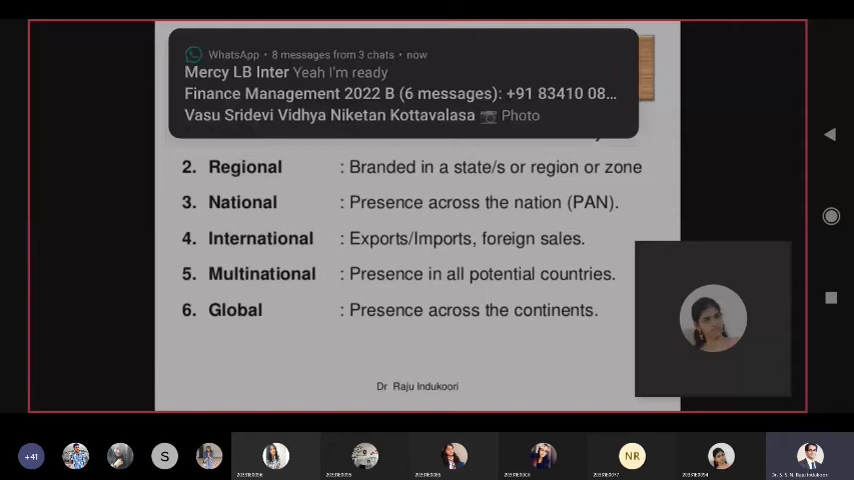 WhatsApp • 8 messages from 3 chats • now
Mercy LB Inter Yeah I'm ready
Finance Management 2022 B (6 messages): +91 83410 08...
Vasu Sridevi Vidhya Niketan Kottavalasa Photo
2. Regional : Branded in a state/s or region or zone
3. National : Presence across the nation (PAN).
4. International : Exports/Imports, foreign sales.
5. Multinational : Presence in all potential countries.
6. Global : Presence across the continents.
Dr Raju Indukoori
+41
S
NR
Dr. S. S. N. Raju Indukoori